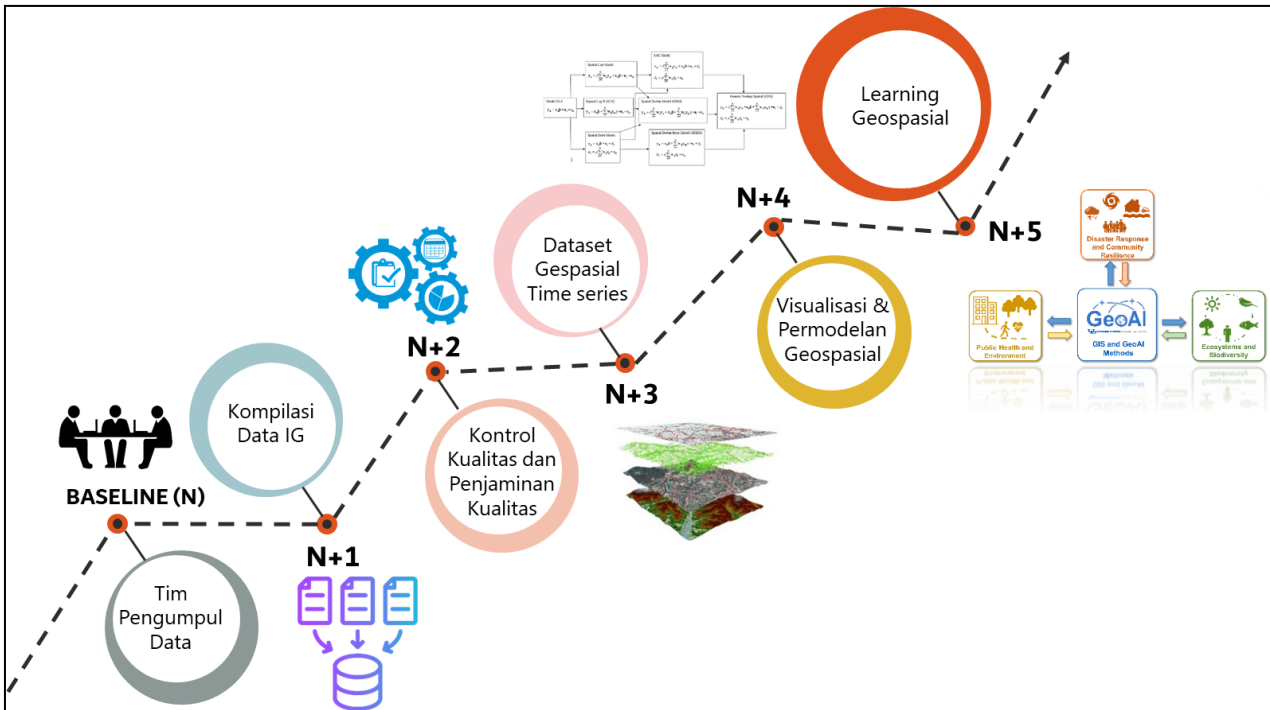 BASELINE (N)
Tim
Pengumpul
Data
Kompilasi
Data IG
N+1
N+2
Kontrol
Kualitas dan
Penjaminan
Kualitas
Dataset
Gespasial
Time series
N+3
N+4
Visualisasi &
Permodelan
Geospasial
Learning
Geospasial
N+5
Disaster Response
and Community
Resilience
Public Health and
Environment
GeoAI
GIS and GeoAI
Methods
Ecosystems and
Biodiversity